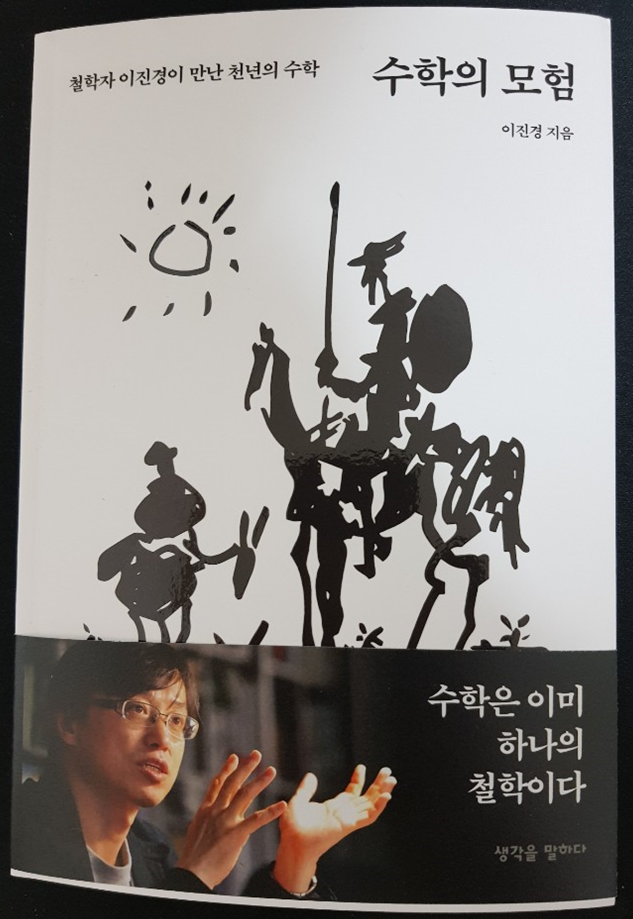 철학자 이진경이 만난 천년의 수학
수학의 모험
이진경 지음
수학은 이미
하나의
철학이다
생각을 말하다